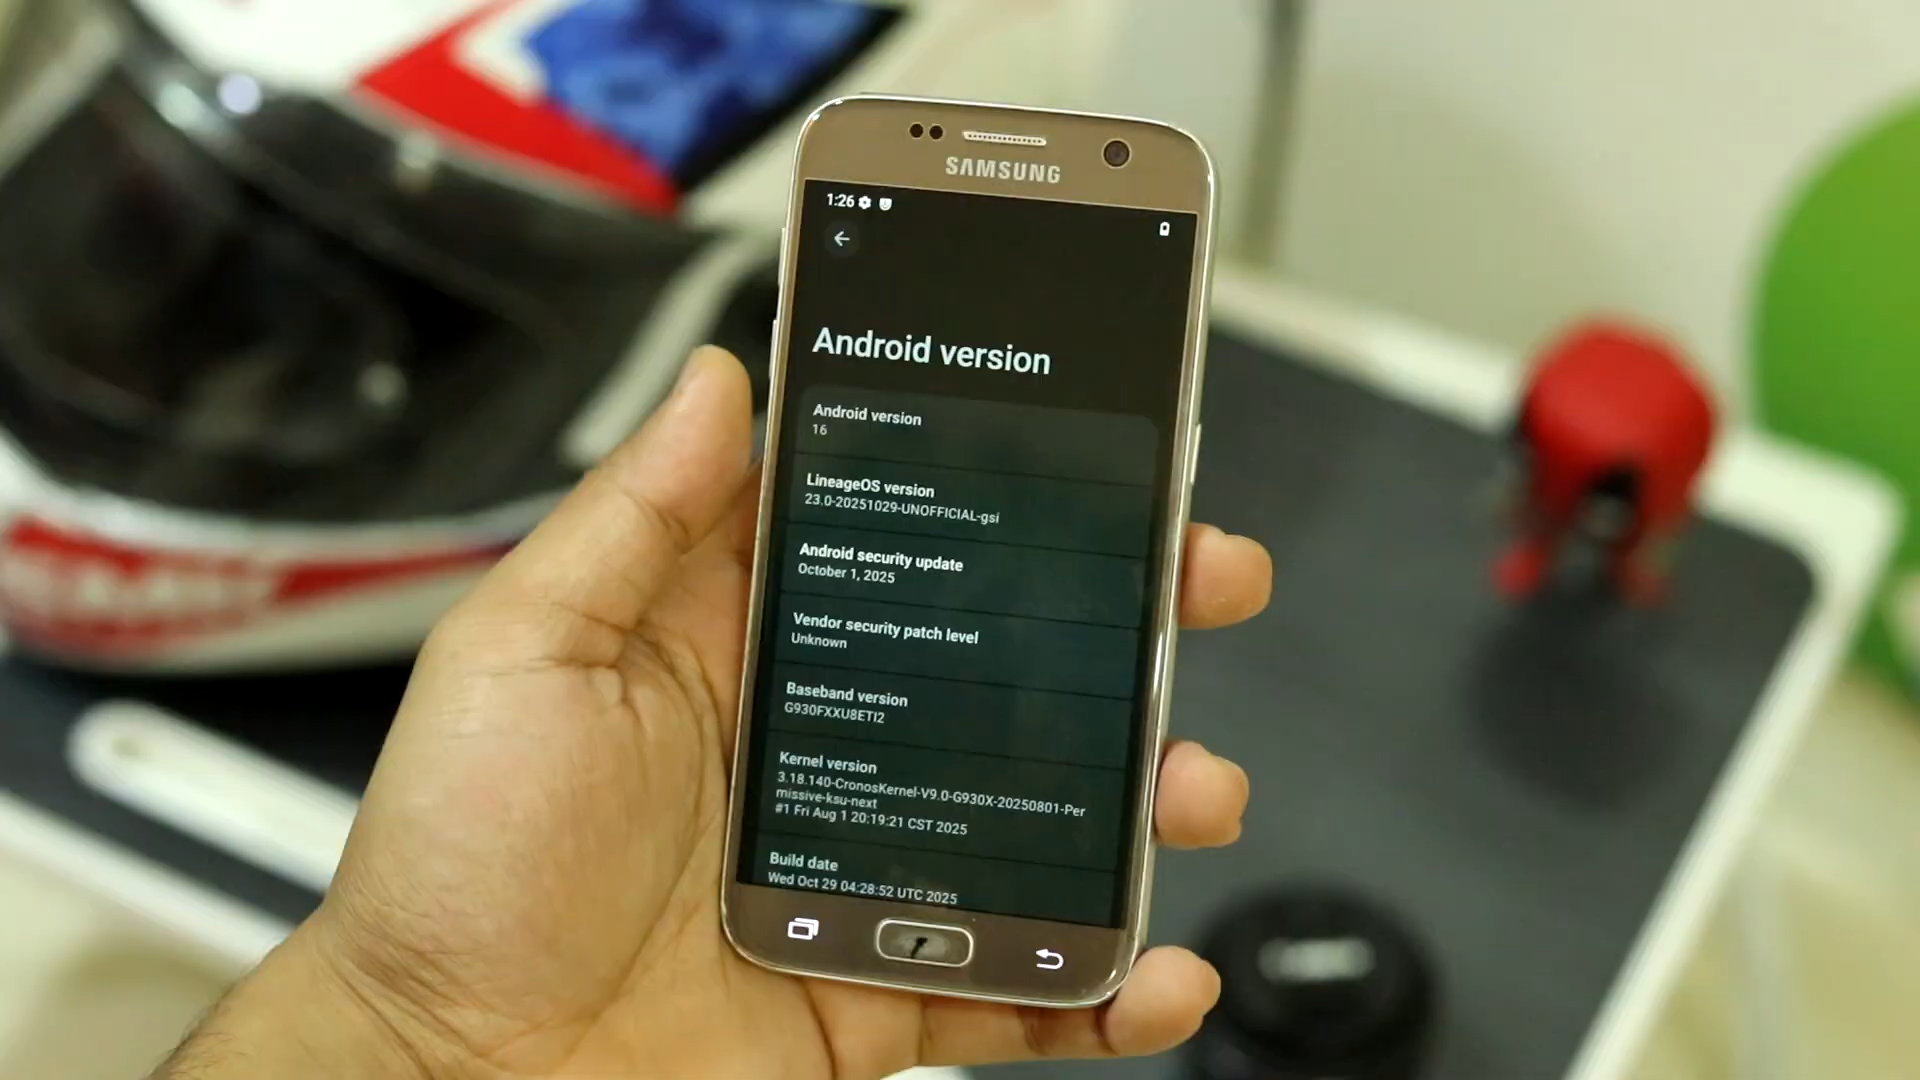 SAMSUNG
1:26
Android version
Android version
16
LineageOS version
23.0-20251029-UNOFFICIAL-gsi
Android security update
October 1, 2025
Vendor security patch level
Unknown
Baseband version
G930FXXU8ETI2
Kernel version
3.18.140-CronosKernel-V9.0-G930X-20250801-Per
missive-ksu-next
#1 Fri Aug 1 20:19:21 CST 2025
Build date
Wed Oct 29 04:28:52 UTC 2025